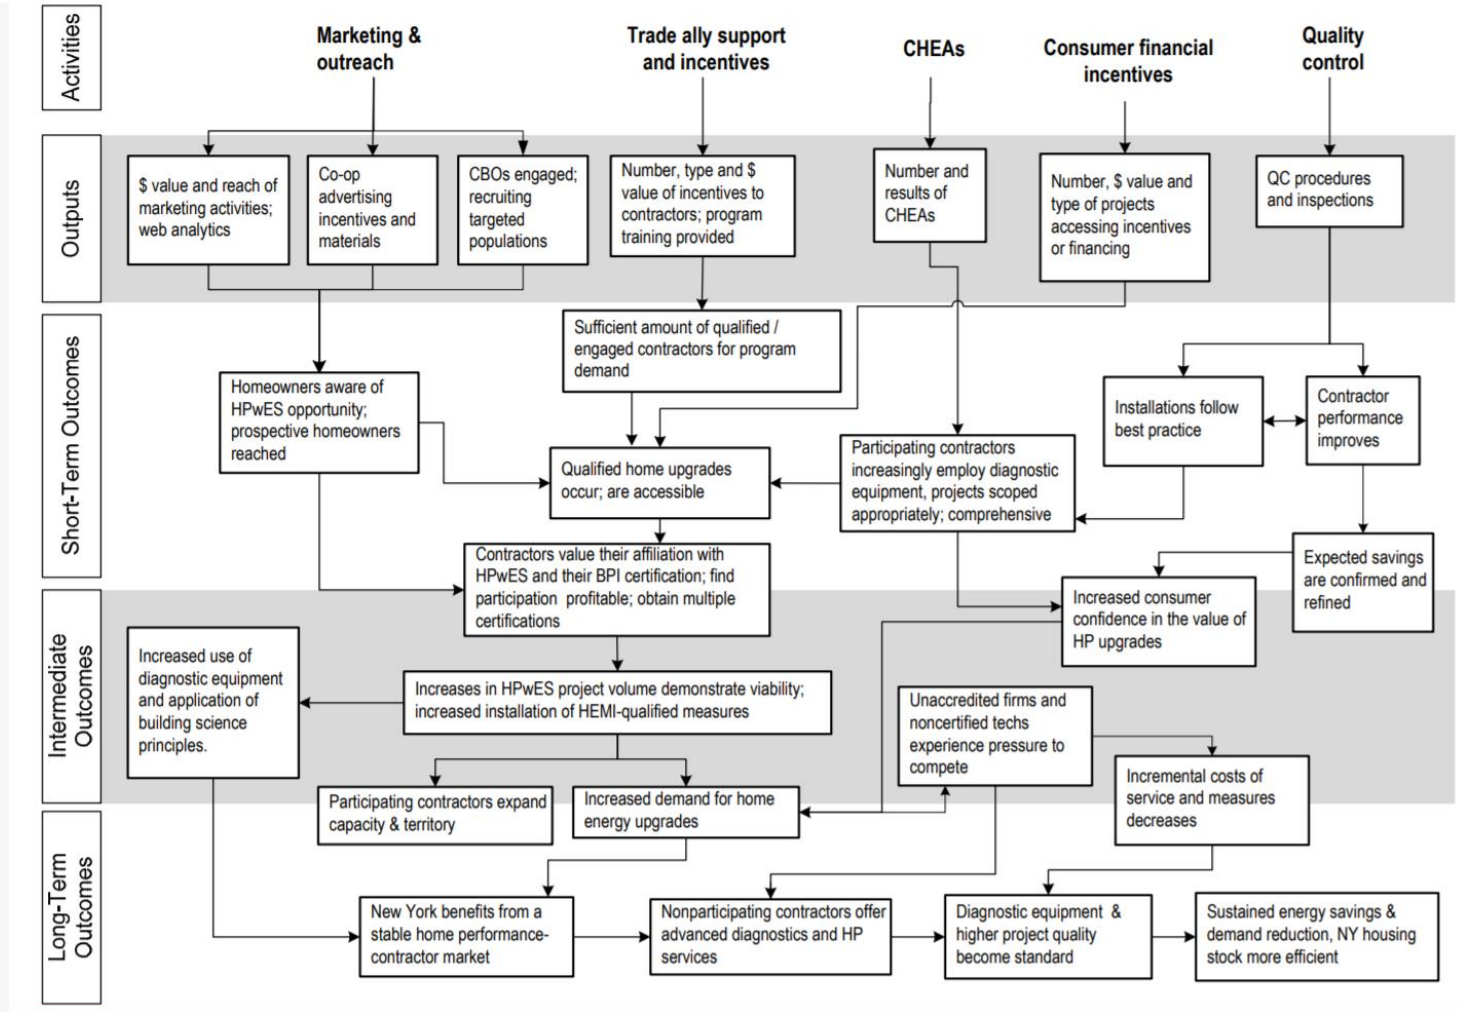 Activities
Marketing &
outreach
Trade ally support
and incentives
CHEAs
Consumer financial
incentives
Quality
control
Outputs
$ value and reach of
marketing activities;
web analytics
Co-op
advertising
incentives and
materials
CBOs engaged;
recruiting
targeted
populations
Number, type and $
value of incentives to
contractors; program
training provided
Number and
results of
CHEAs
Number, $ value and
type of projects
accessing incentives
or financing
QC procedures
and inspections
Short-Term Outcomes
Sufficient amount of qualified /
engaged contractors for program
demand
Homeowners aware of
HPwES opportunity;
prospective homeowners
reached
Installations follow
best practice
Contractor
performance
improves
Qualified home upgrades
occur; are accessible
Participating contractors
increasingly employ diagnostic
equipment, projects scoped
appropriately; comprehensive
Contractors value their affiliation with
HPwES and their BPI certification; find
participation profitable; obtain multiple
certifications
Expected savings
are confirmed and
refined
Increased consumer
confidence in the value of
HP upgrades
Intermediate
Outcomes
Increased use of
diagnostic equipment
and application of
building science
principles.
Increases in HPwES project volume demonstrate viability;
increased installation of HEMI-qualified measures
Unaccredited firms and
noncertified techs
experience pressure to
compete
Participating contractors expand
capacity & territory
Increased demand for home
energy upgrades
Incremental costs of
service and measures
decreases
Long-Term
Outcomes
New York benefits from a
stable home performance-
contractor market
Nonparticipating contractors offer
advanced diagnostics and HP
services
Diagnostic equipment &
higher project quality
become standard
Sustained energy savings &
demand reduction, NY housing
stock more efficient